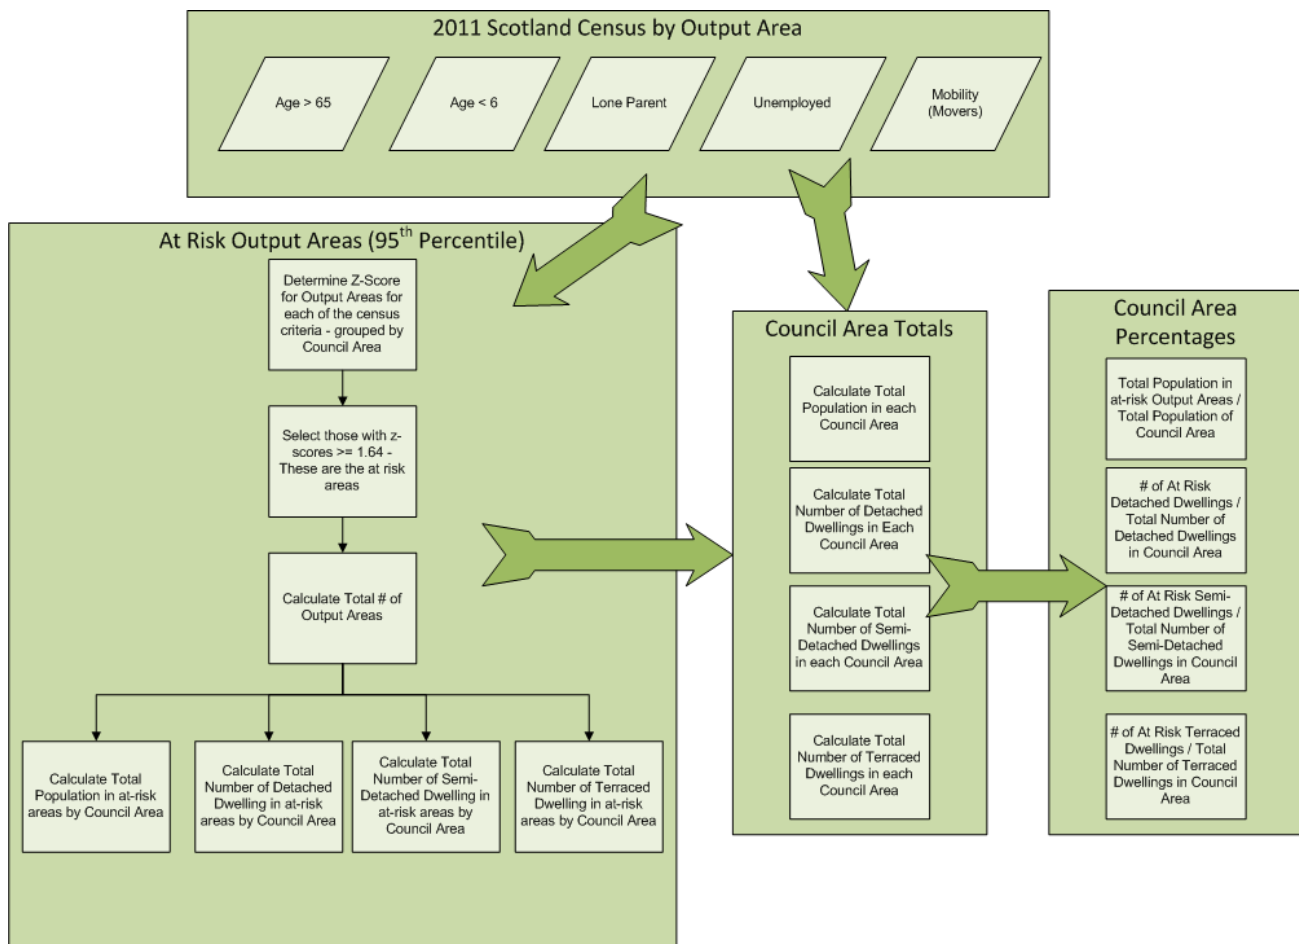 2011 Scotland Census by Output Area
Age > 65
Age < 6
Lone Parent
Unemployed
Mobility
(Movers)
At Risk Output Areas (95th Percentile)
Determine Z-Score
for Output Areas for
each of the census
criteria - grouped by
Council Area
Select those with z-
scores >= 1.64 -
These are the at risk
areas
Calculate Total # of
Output Areas
Calculate Total
Population in at-risk
areas by Council Area
Calculate Total
Number of Detached
Dwelling in at-risk
areas by Council Area
Calculate Total
Number of Semi-
Detached Dwelling in
at-risk areas by
Council Area
Calculate Total
Number of Terraced
Dwelling in at-risk
areas by Council Area
Council Area Totals
Calculate Total
Population in each
Council Area
Calculate Total
Number of Detached
Dwellings in Each
Council Area
Calculate Total
Number of Semi-
Detached Dwellings
in each Council Area
Calculate Total
Number of Terraced
Dwellings in each
Council Area
Council Area
Percentages
Total Population in
at-risk Output Areas /
Total Population of
Council Area
# of At Risk
Detached Dwellings /
Total Number of
Detached Dwellings
in Council Area
# of At Risk Semi-
Detached Dwellings /
Total Number of
Semi-Detached
Dwellings in Council
Area
# of At Risk Terraced
Dwellings / Total
Number of Terraced
Dwellings in Council
Area